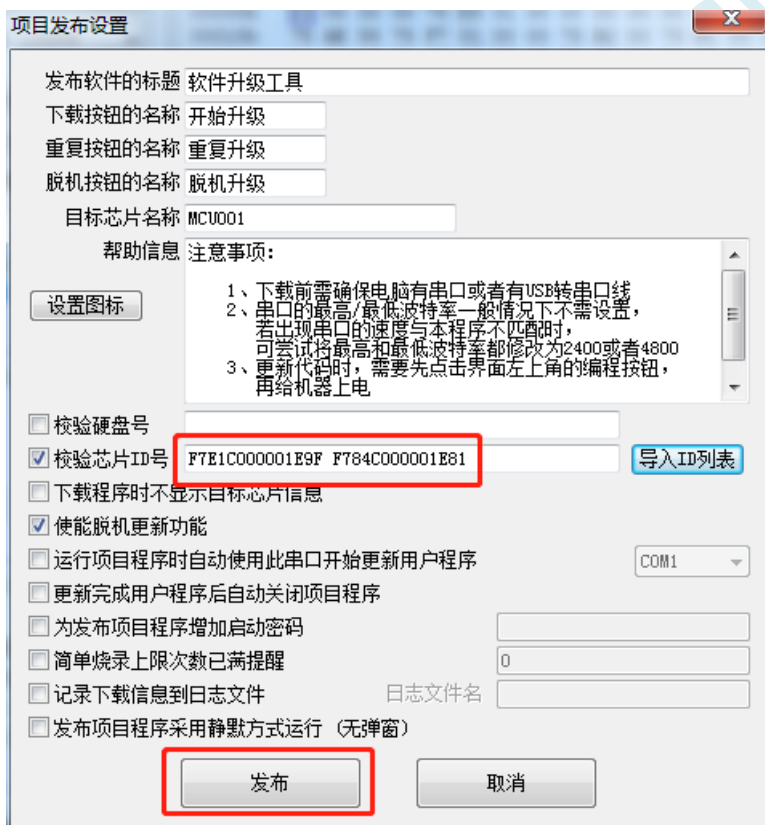 项目发布设置
发布软件的标题 软件升级工具
下载按钮的名称 开始升级
重复按钮的名称 重复升级
脱机按钮的名称 脱机升级
目标芯片名称 MCU001
帮助信息 注意事项:
1、下载前需确保电脑有串口或者有USB转串口线
2、串口的最高/最低波特率一般情况下不需设置,
若出现串口的速度与本程序不匹配时,
可尝试将最高和最低波特率都修改为2400或者4800
3、更新代码时, 需要先点击界面左上角的编程按钮,
再给机器上电
设置图标
校验硬盘号
校验芯片ID号 F7E1C000001E9F F784C000001E81 导入ID列表
下载程序时不显示目标芯片信息
使能脱机更新功能
运行项目程序时自动使用此串口开始更新用户程序 COM1
更新完成用户程序后自动关闭项目程序
为发布项目程序增加启动密码
简单烧录上限次数已满提醒 0
记录下载信息到日志文件 日志文件名
发布项目程序采用静默方式运行 (无弹窗)
发布 取消